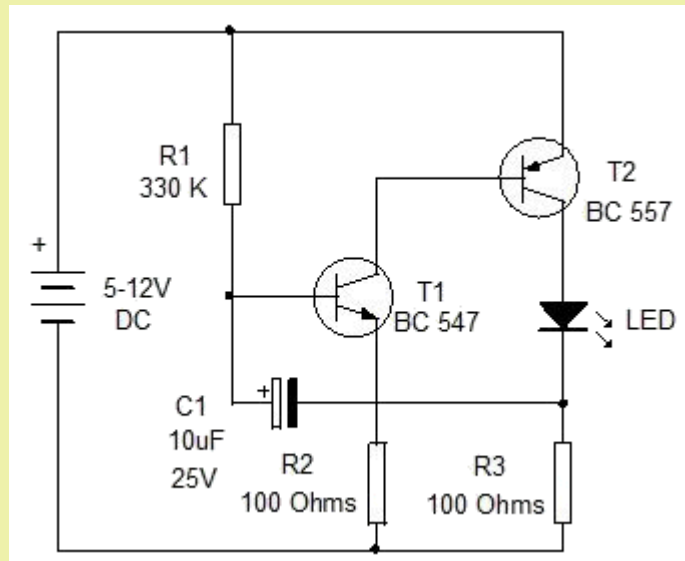 R1
330 K
T2
BC 557
+
5-12V
DC
T1
BC 547
LED
+
C1
10uF
25V
R2
100 Ohms
R3
100 Ohms